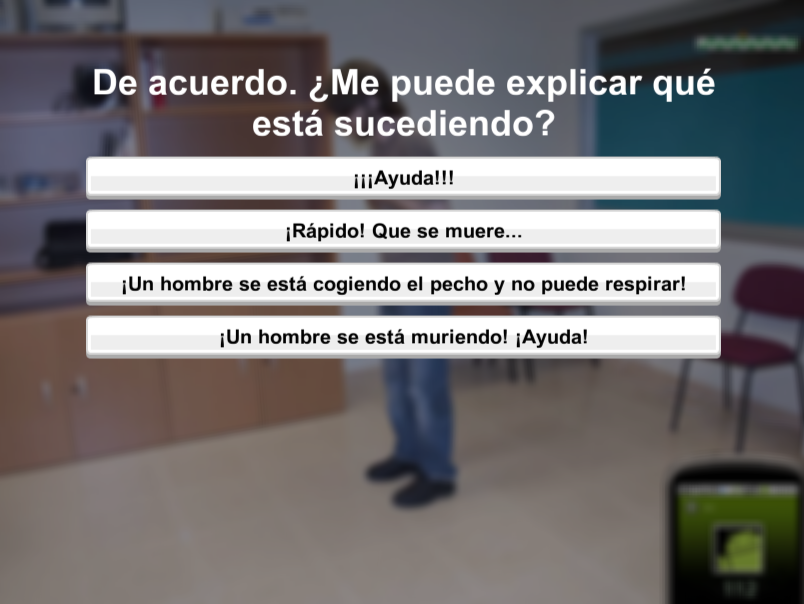 De acuerdo. ¿Me puede explicar qué
está sucediendo?
¡¡¡Ayuda!!!
¡Rápido! Que se muere...
¡Un hombre se está cogiendo el pecho y no puede respirar!
¡Un hombre se está muriendo! ¡Ayuda!
112